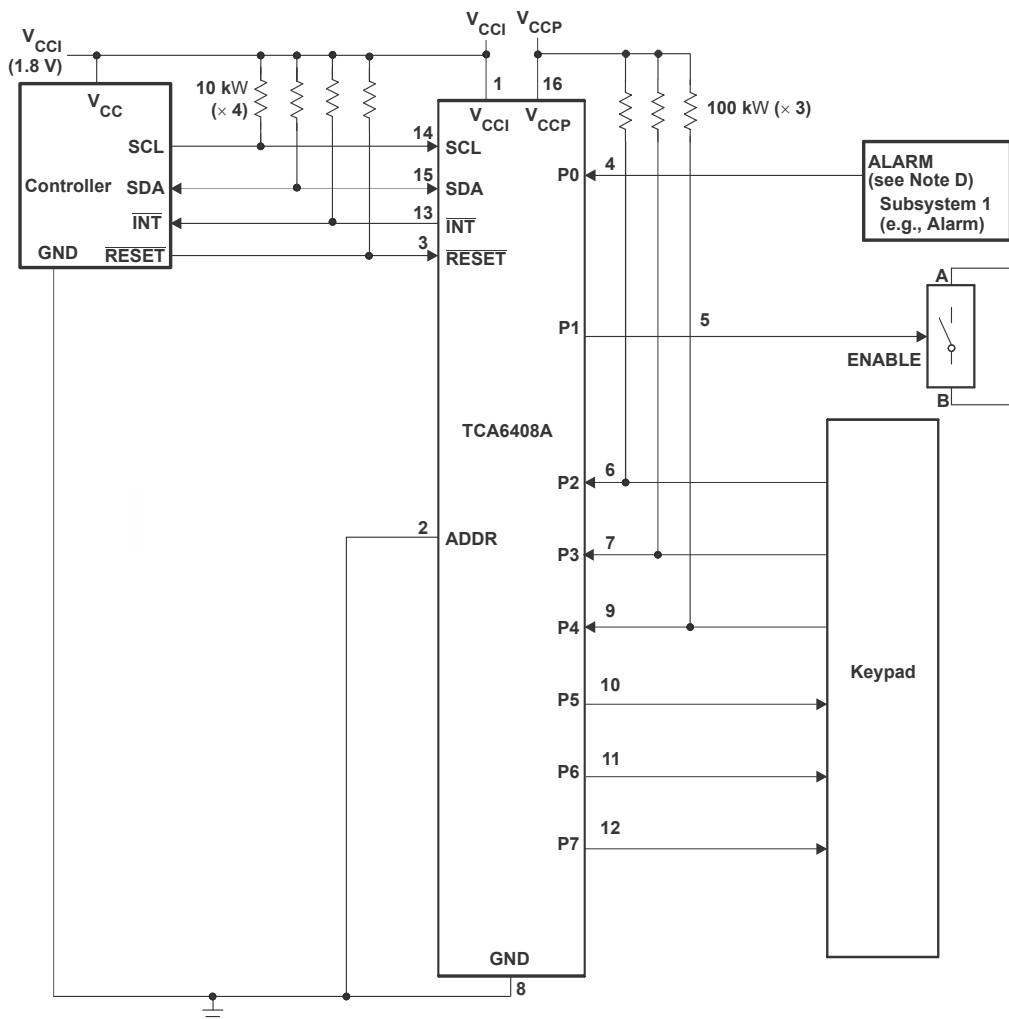 V CCI
(1.8 V)
V CCI
V CCP
10 kW
(× 4)
1
16
100 kW (× 3)
V CC
V CCI
V CCP
SCL
14
SCL
Controller
SDA
15
SDA
INT
13
INT
GND
RESET
3
RESET
P0
4
ALARM
(see Note D)
Subsystem 1
(e.g., Alarm)
A
P1
5
ENABLE
B
TCA6408A
P2
6
2
ADDR
P3
7
P4
9
Keypad
P5
10
P6
11
P7
12
GND
8